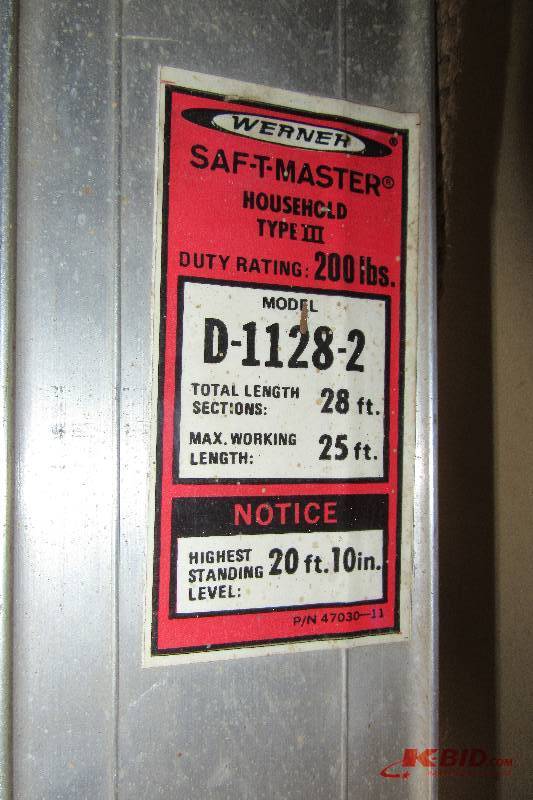 WERNER®
SAF-T-MASTER®
HOUSEHOLD
TYPE III
DUTY RATING: 200 lbs.
MODEL
D-1128-2
TOTAL LENGTH
SECTIONS: 28 ft.
MAX. WORKING
LENGTH: 25 ft.
NOTICE
HIGHEST
STANDING 20 ft. 10 in.
LEVEL:
P/N 47030-11
K-BID.COM